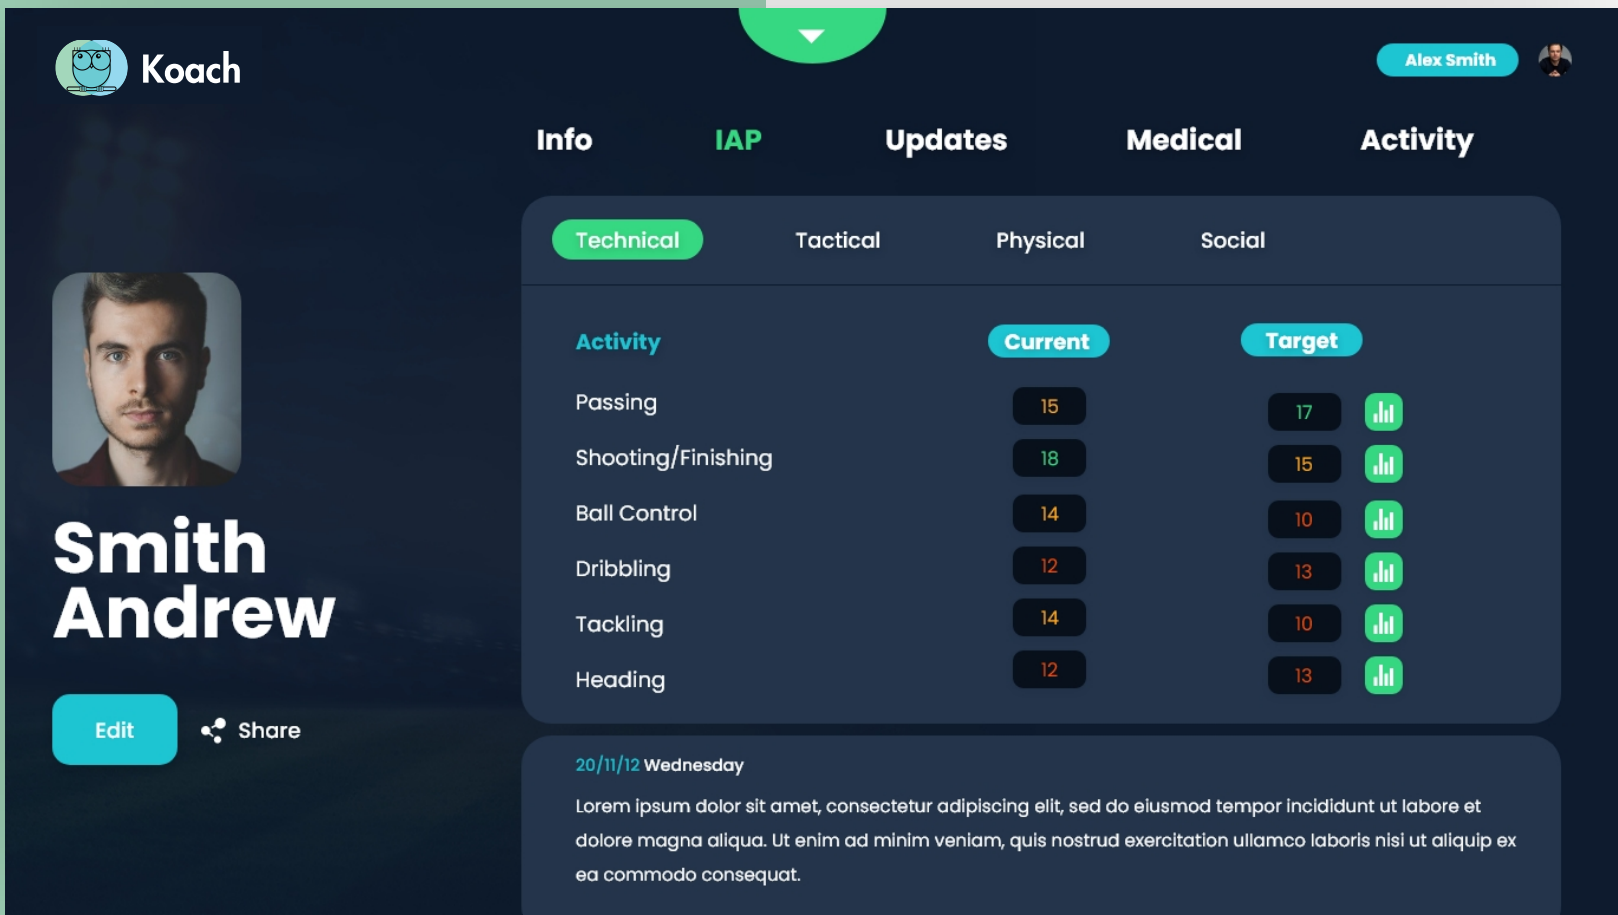 Koach
Alex Smith
Info IAP Updates Medical Activity
Technical Tactical Physical Social
Activity Current Target
Passing 15 17
Shooting/Finishing 18 15
Ball Control 14 10
Dribbling 12 13
Tackling 14 10
Heading 12 13
Smith
Andrew
Edit Share
20/11/12 Wednesday
Lorem ipsum dolor sit amet, consectetur adipiscing elit, sed do eiusmod tempor incididunt ut labore et
dolore magna aliqua. Ut enim ad minim veniam, quis nostrud exercitation ullamco laboris nisi ut aliquip ex
ea commodo consequat.